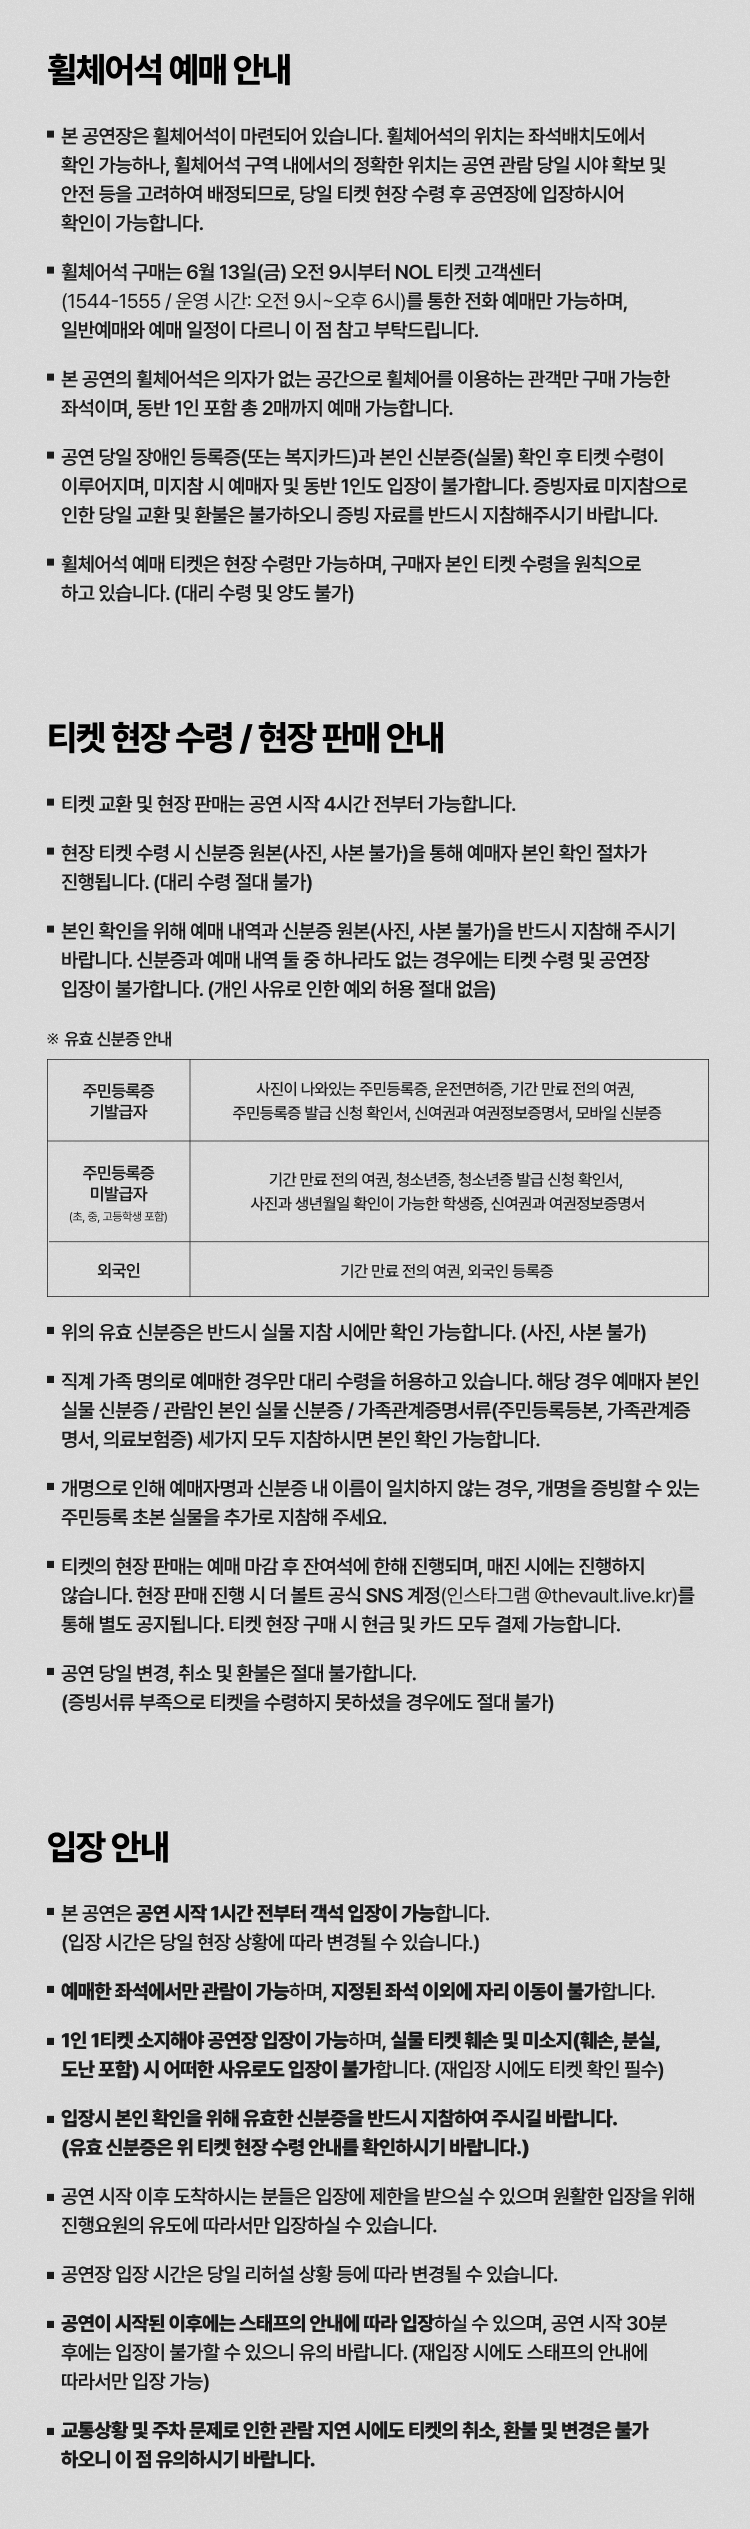 휠체어석 예매 안내
■ 본 공연장은 휠체어석이 마련되어 있습니다. 휠체어석의 위치는 좌석배치도에서
확인 가능하나, 휠체어석 구역 내에서의 정확한 위치는 공연 관람 당일 시야 확보 및
안전 등을 고려하여 배정되므로, 당일 티켓 현장 수령 후 공연장에 입장하시어
확인이 가능합니다.
■ 휠체어석 구매는 6월 13일(금) 오전 9시부터 NOL 티켓 고객센터
(1544-1555 / 운영 시간: 오전 9시~오후 6시)를 통한 전화 예매만 가능하며,
일반예매와 예매 일정이 다르니 이 점 참고 부탁드립니다.
■ 본 공연의 휠체어석은 의자가 없는 공간으로 휠체어를 이용하는 관객만 구매 가능한
좌석이며, 동반 1인 포함 총 2매까지 예매 가능합니다.
■ 공연 당일 장애인 등록증(또는 복지카드)과 본인 신분증(실물) 확인 후 티켓 수령이
이루어지며, 미지참 시 예매자 및 동반 1인도 입장이 불가합니다. 증빙자료 미지참으로
인한 당일 교환 및 환불은 불가하오니 증빙 자료를 반드시 지참해주시기 바랍니다.
■ 휠체어석 예매 티켓은 현장 수령만 가능하며, 구매자 본인 티켓 수령을 원칙으로
하고 있습니다. (대리 수령 및 양도 불가)
티켓 현장 수령 / 현장 판매 안내
■ 티켓 교환 및 현장 판매는 공연 시작 4시간 전부터 가능합니다.
■ 현장 티켓 수령 시 신분증 원본(사진, 사본 불가)을 통해 예매자 본인 확인 절차가
진행됩니다. (대리 수령 절대 불가)
■ 본인 확인을 위해 예매 내역과 신분증 원본(사진, 사본 불가)을 반드시 지참해 주시기
바랍니다. 신분증과 예매 내역 둘 중 하나라도 없는 경우에는 티켓 수령 및 공연장
입장이 불가합니다. (개인 사유로 인한 예외 허용 절대 없음)
※ 유효 신분증 안내
주민등록증
기발급자
사진이 나와있는 주민등록증, 운전면허증, 기간 만료 전의 여권,
주민등록증 발급 신청 확인서, 신여권과 여권정보증명서, 모바일 신분증
주민등록증
미발급자
(초, 중, 고등학생 포함)
기간 만료 전의 여권, 청소년증, 청소년증 발급 신청 확인서,
사진과 생년월일 확인이 가능한 학생증, 신여권과 여권정보증명서
외국인
기간 만료 전의 여권, 외국인 등록증
■ 위의 유효 신분증은 반드시 실물 지참 시에만 확인 가능합니다. (사진, 사본 불가)
■ 직계 가족 명의로 예매한 경우만 대리 수령을 허용하고 있습니다. 해당 경우 예매자 본인
실물 신분증 / 관람인 본인 실물 신분증 / 가족관계증명서류(주민등록등본, 가족관계증
명서, 의료보험증) 세가지 모두 지참하시면 본인 확인 가능합니다.
■ 개명으로 인해 예매자명과 신분증 내 이름이 일치하지 않는 경우, 개명을 증빙할 수 있는
주민등록 초본 실물을 추가로 지참해 주세요.
■ 티켓의 현장 판매는 예매 마감 후 잔여석에 한해 진행되며, 매진 시에는 진행하지
않습니다. 현장 판매 진행 시 더 볼트 공식 SNS 계정(인스타그램 @thevault.live.kr)를
통해 별도 공지됩니다. 티켓 현장 구매 시 현금 및 카드 모두 결제 가능합니다.
■ 공연 당일 변경, 취소 및 환불은 절대 불가합니다.
(증빙서류 부족으로 티켓을 수령하지 못하셨을 경우에도 절대 불가)
입장 안내
■ 본 공연은 공연 시작 1시간 전부터 객석 입장이 가능합니다.
(입장 시간은 당일 현장 상황에 따라 변경될 수 있습니다.)
■ 예매한 좌석에서만 관람이 가능하며, 지정된 좌석 이외에 자리 이동이 불가합니다.
■ 1인 1티켓 소지해야 공연장 입장이 가능하며, 실물 티켓 훼손 및 미소지(훼손, 분실,
도난 포함) 시 어떠한 사유로도 입장이 불가합니다. (재입장 시에도 티켓 확인 필수)
■ 입장시 본인 확인을 위해 유효한 신분증을 반드시 지참하여 주시길 바랍니다.
(유효 신분증은 위 티켓 현장 수령 안내를 확인하시기 바랍니다.)
■ 공연 시작 이후 도착하시는 분들은 입장에 제한을 받으실 수 있으며 원활한 입장을 위해
진행요원의 유도에 따라서만 입장하실 수 있습니다.
■ 공연장 입장 시간은 당일 리허설 상황 등에 따라 변경될 수 있습니다.
■ 공연이 시작된 이후에는 스태프의 안내에 따라 입장하실 수 있으며, 공연 시작 30분
후에는 입장이 불가할 수 있으니 유의 바랍니다. (재입장 시에도 스태프의 안내에
따라서만 입장 가능)
■ 교통상황 및 주차 문제로 인한 관람 지연 시에도 티켓의 취소, 환불 및 변경은 불가
하오니 이 점 유의하시기 바랍니다.